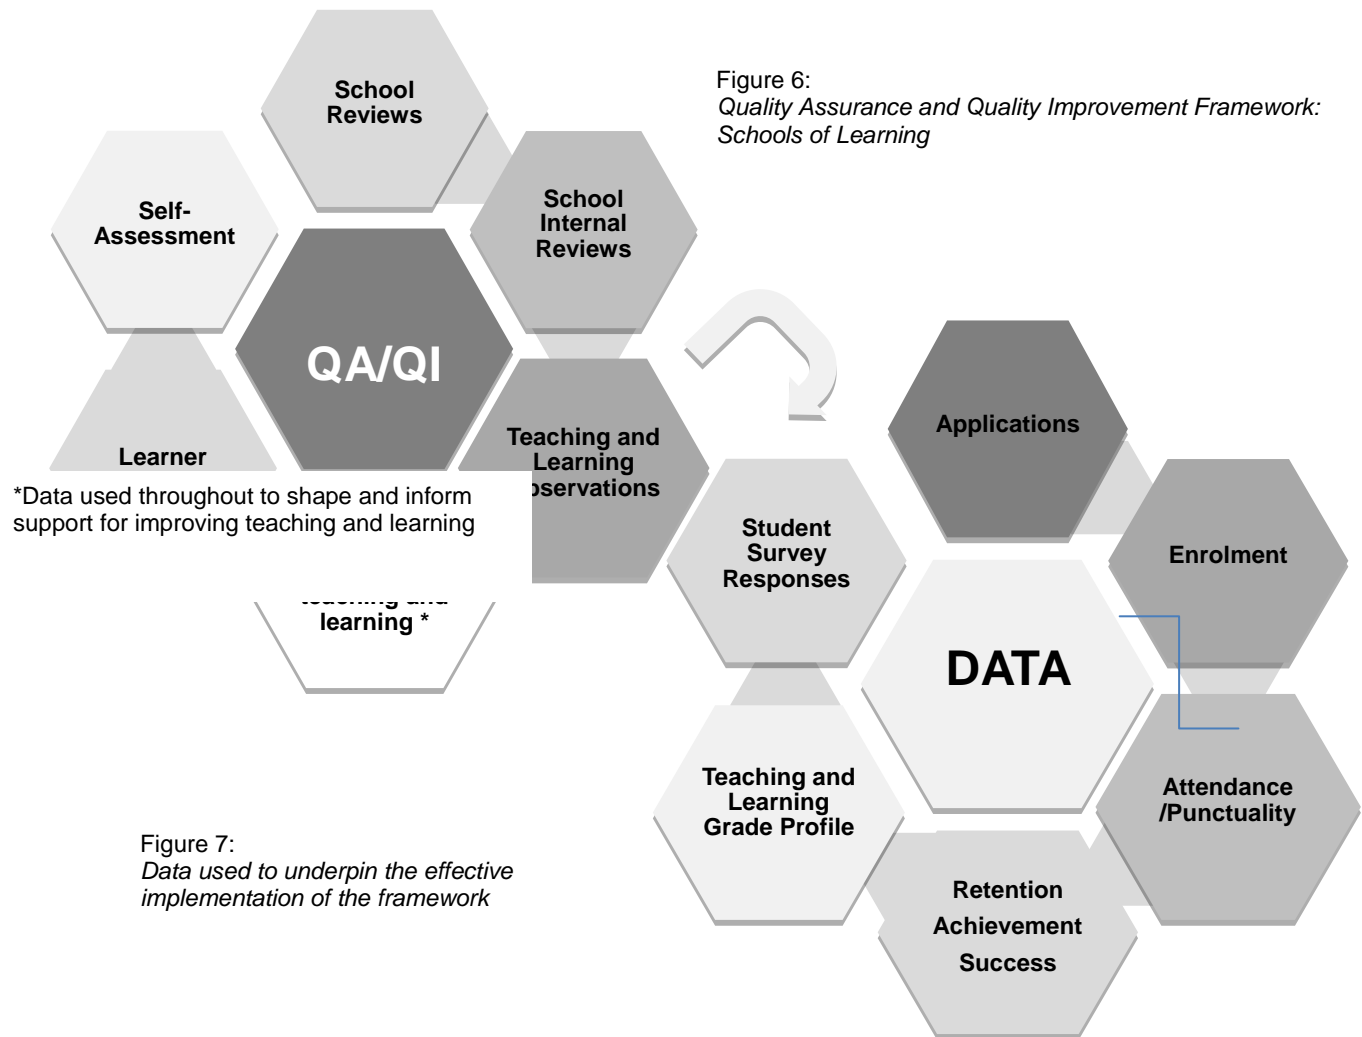 School
Reviews
Figure 6:
Quality Assurance and Quality Improvement Framework:
Schools of Learning
Self-
Assessment
School
Internal
Reviews
QA/QI
Teaching and
Learning
bservations
Learner
*Data used throughout to shape and inform
support for improving teaching and learning
teaching and
learning *
Applications
Student
Survey
Responses
Enrolment
DATA
Teaching and
Learning
Grade Profile
Attendance
/Punctuality
Retention
Achievement
Success
Figure 7:
Data used to underpin the effective
implementation of the framework